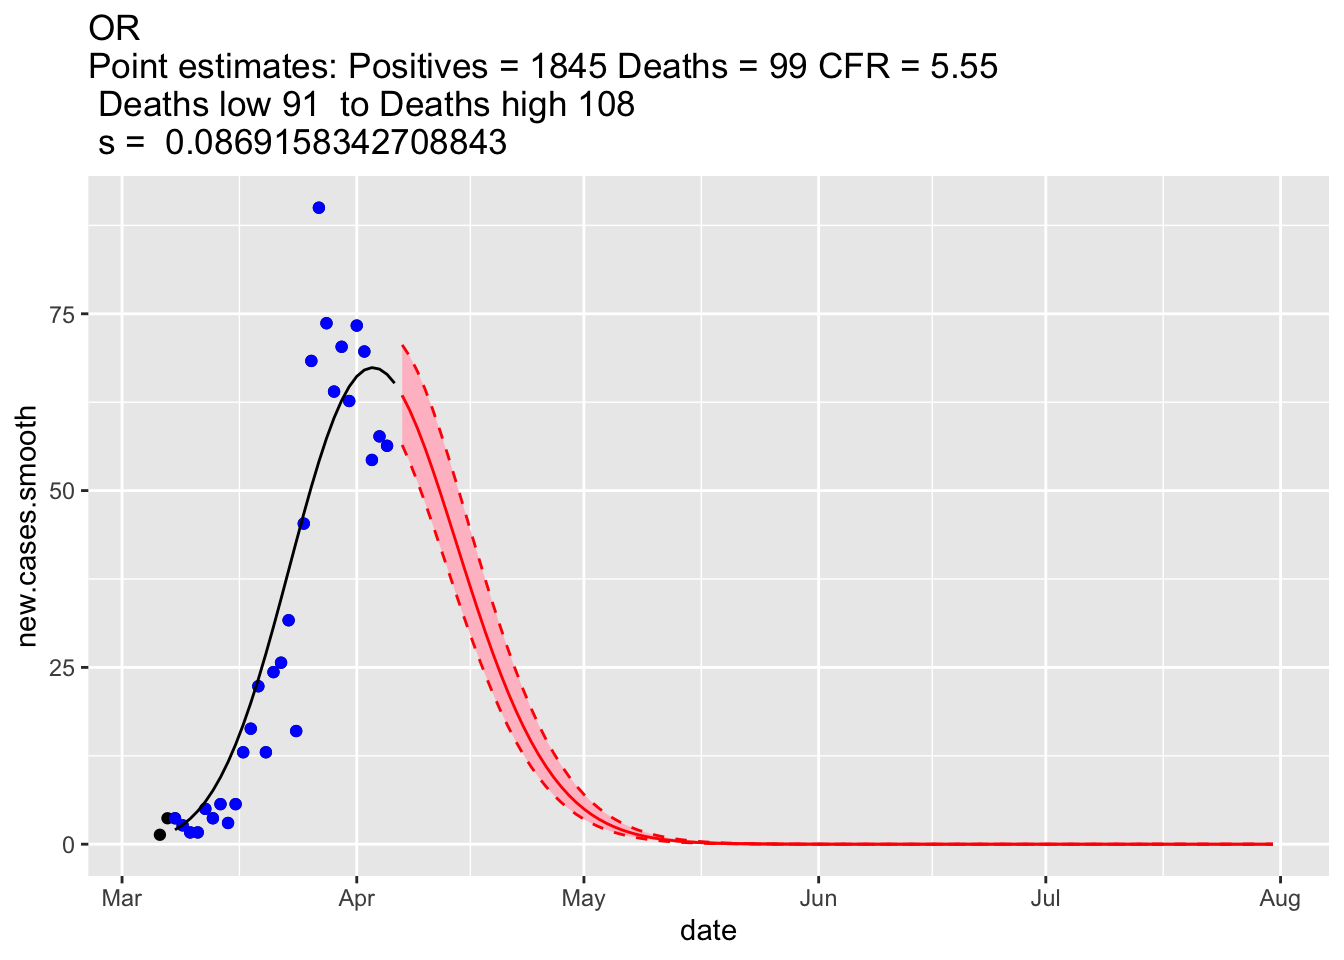 OR
Point estimates: Positives = 1845 Deaths = 99 CFR = 5.55
Deaths low 91  to Deaths high 108
s =  0.0869158342708843
75
50
25
0
new.cases.smooth
Mar Apr May Jun Jul Aug
date